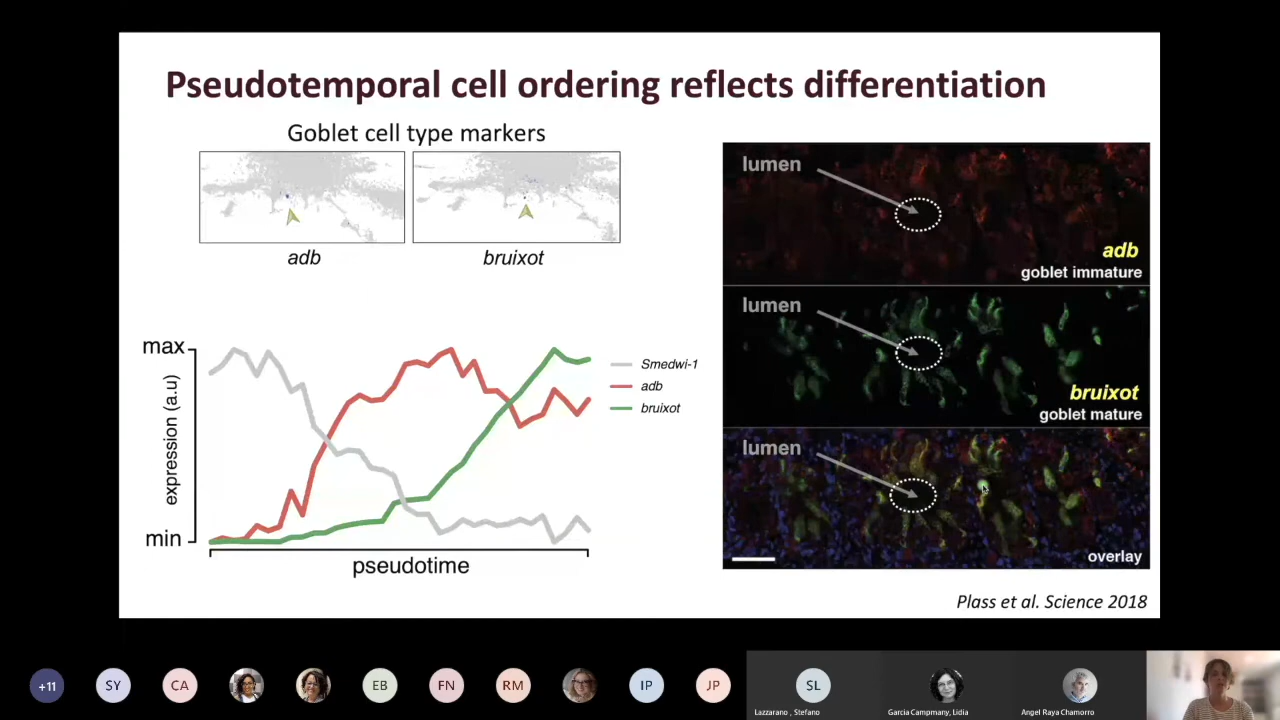 Pseudotemporal cell ordering reflects differentiation
Goblet cell type markers
adb
bruixot
max
expression (a.u)
min
pseudotime
Smedwi-1
adb
bruixot
lumen
adb
goblet immature
lumen
bruixot
goblet mature
lumen
overlay
Plass et al. Science 2018
+11
SY
CA
EB
FN
RM
IP
JP
SL
Lazzarano , Stefano
Garcia Campmany, Lidia
Angel Raya Chamorro